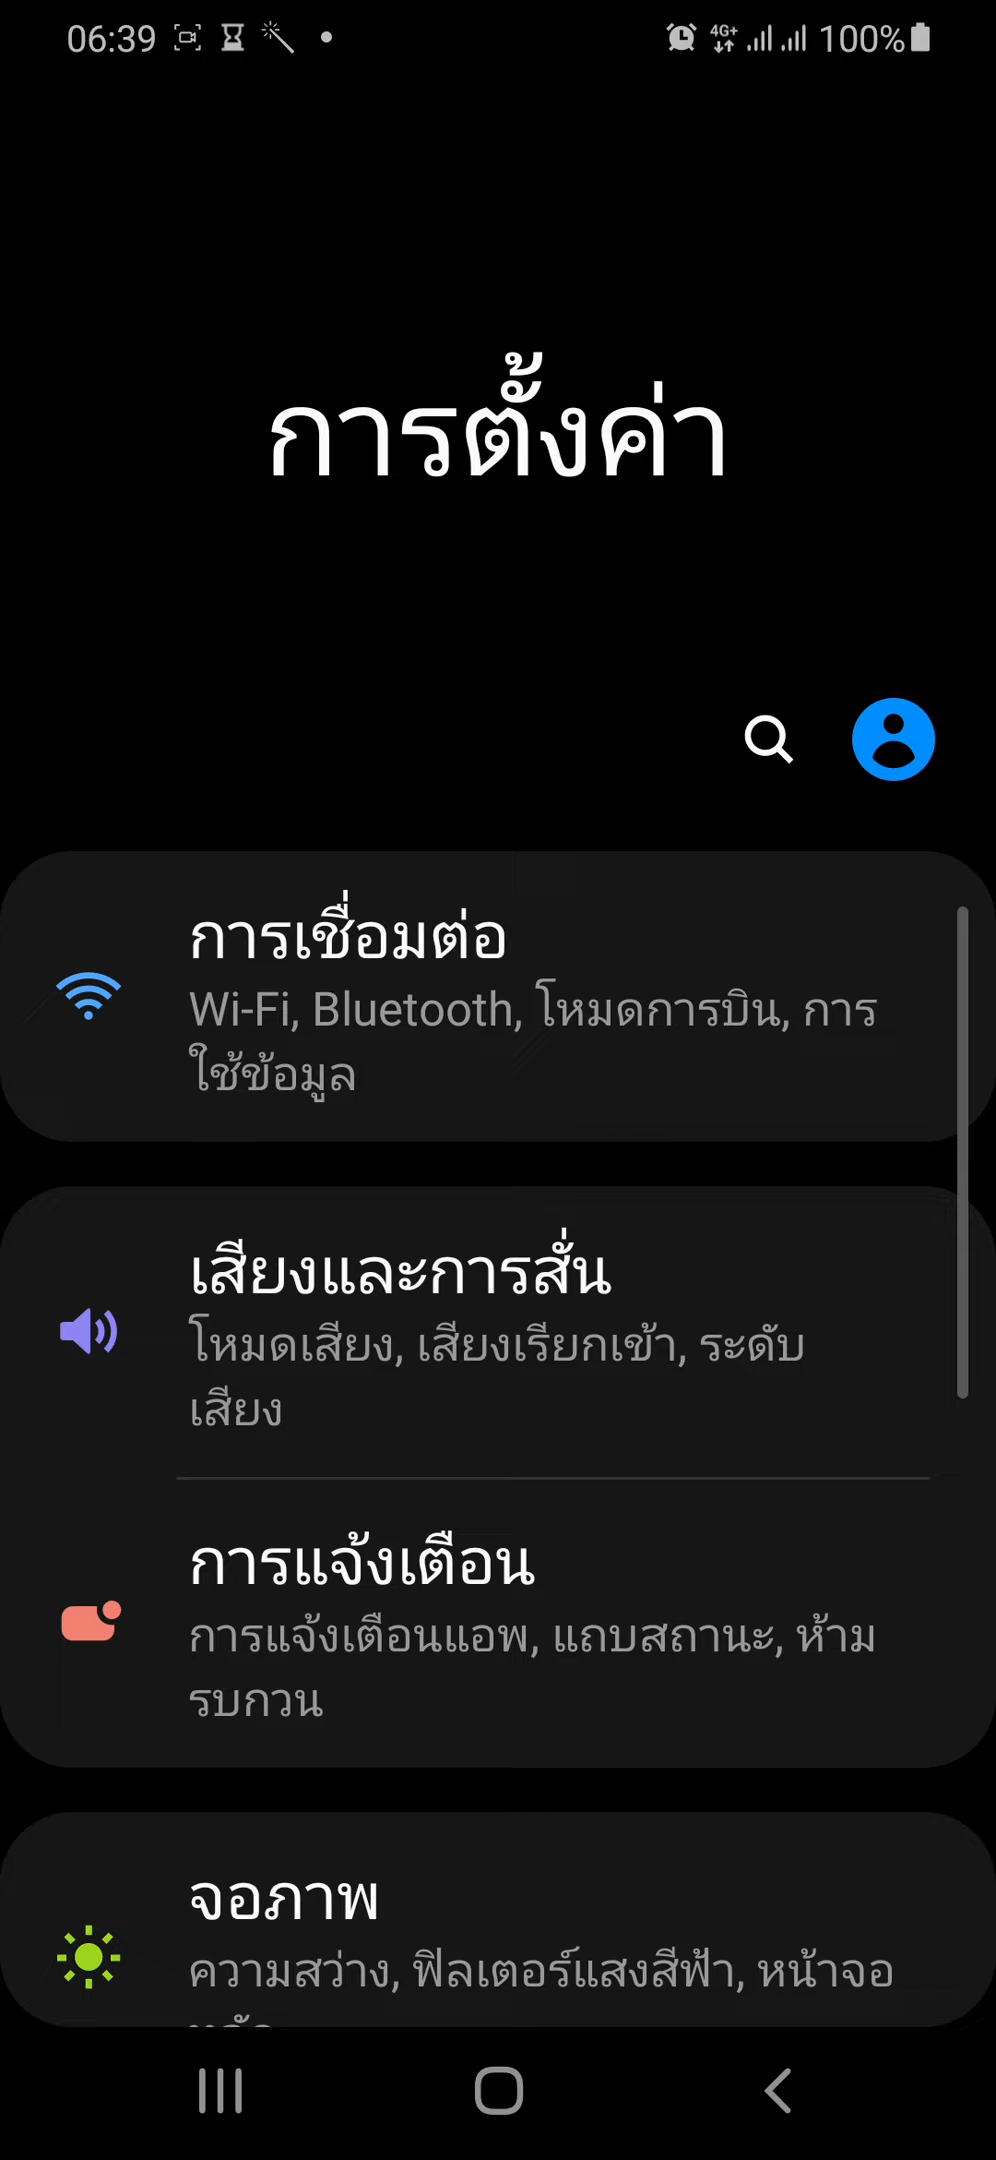 06:39 4G+ 100%
การตั้งค่า
การเชื่อมต่อ
Wi-Fi, Bluetooth, โหมดการบิน, การ
ใช้ข้อมูล
เสียงและการสั่น
โหมดเสียง, เสียงเรียกเข้า, ระดับ
เสียง
การแจ้งเตือน
การแจ้งเตือนแอพ, แถบสถานะ, ห้าม
รบกวน
จอภาพ
ความสว่าง, ฟิลเตอร์แสงสีฟ้า, หน้าจอ